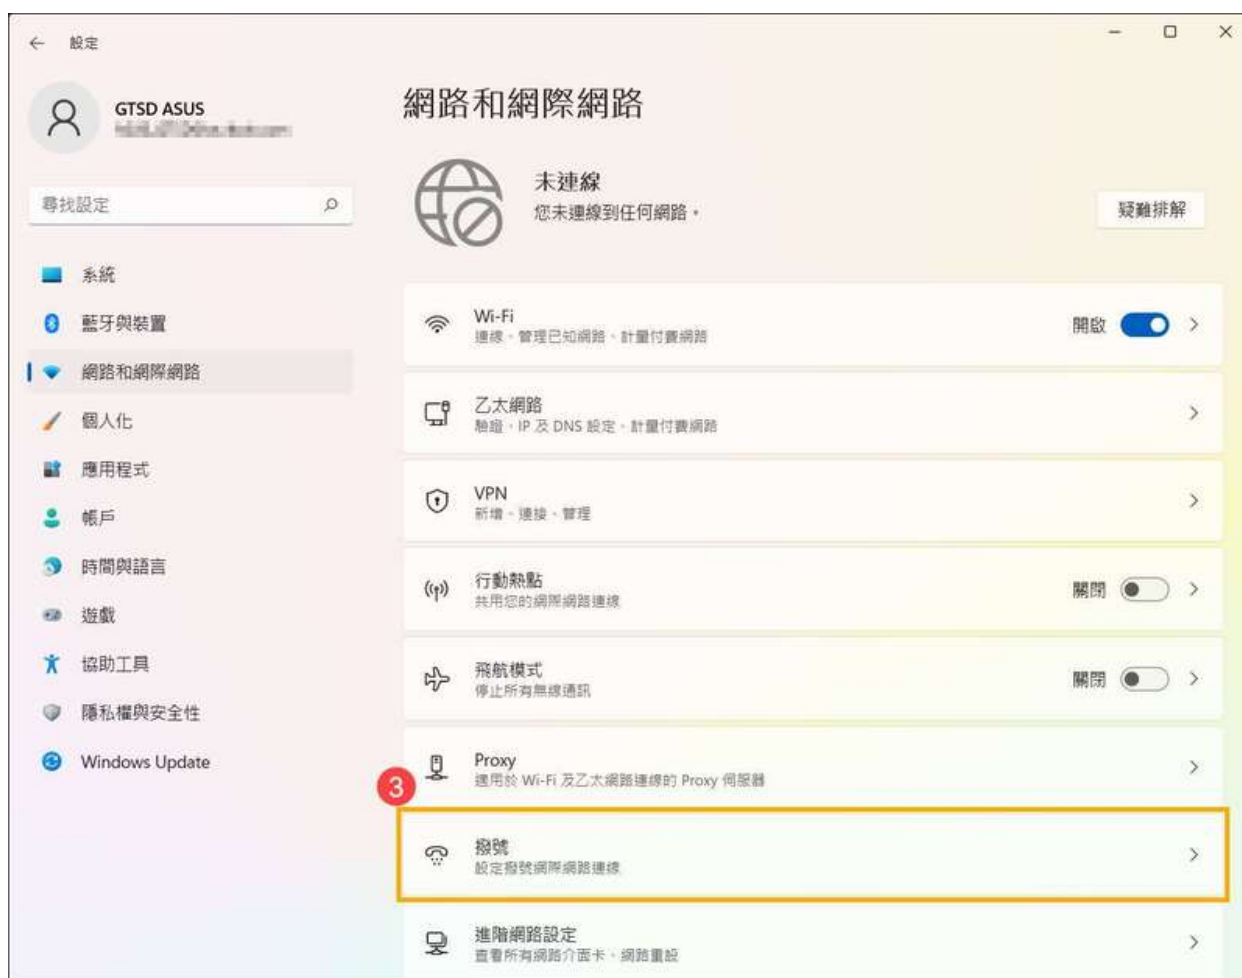 設定
GTSD ASUS
尋找設定
系統
藍牙與裝置
網路和網際網路
個人化
應用程式
帳戶
時間與語言
遊戲
協助工具
隱私權與安全性
Windows Update
網路和網際網路
未連線
您未連線到任何網路。
疑難排解
Wi-Fi
連線、管理已知網路、計量付費網路
開啟
乙太網路
驗證、IP 及 DNS 設定、計量付費網路
VPN
新增、連接、管理
行動熱點
共用您的網際網路連線
關閉
飛航模式
停止所有無線通訊
關閉
Proxy
適用於 Wi-Fi 及乙太網路連線的 Proxy 伺服器
3
撥號
設定撥號網際網路連線
進階網路設定
查看所有網路介面卡、網路重設